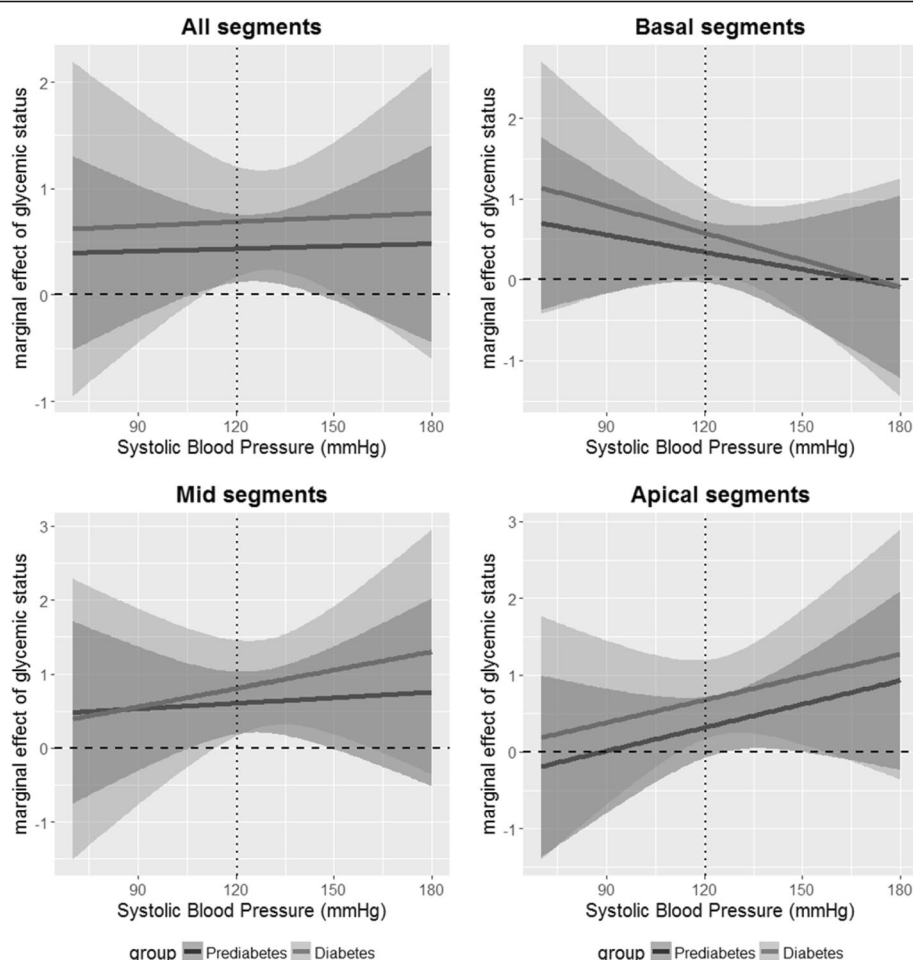 All segments
marginal effect of glycemic status
2
1
0
-1
90 120 150 180
Systolic Blood Pressure (mmHg)
Basal segments
marginal effect of glycemic status
2
1
0
-1
90 120 150 180
Systolic Blood Pressure (mmHg)
Mid segments
marginal effect of glycemic status
3
2
1
0
-1
90 120 150 180
Systolic Blood Pressure (mmHg)
group Prediabetes Diabetes
Apical segments
marginal effect of glycemic status
3
2
1
0
-1
90 120 150 180
Systolic Blood Pressure (mmHg)
group Prediabetes Diabetes